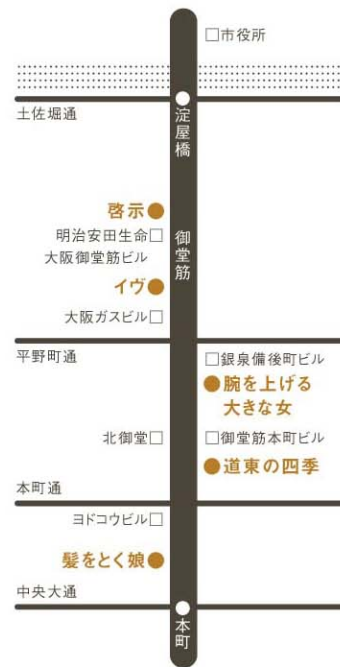 市役所
土佐堀通
淀屋橋
啓示
明治安田生命
大阪御堂筋ビル
御堂筋
イヴ
大阪ガスビル
平野町通
銀泉備後町ビル
腕を上げる
大きな女
北御堂
御堂筋本町ビル
道東の四季
本町通
ヨドコウビル
髪をとく娘
中央大通
本町